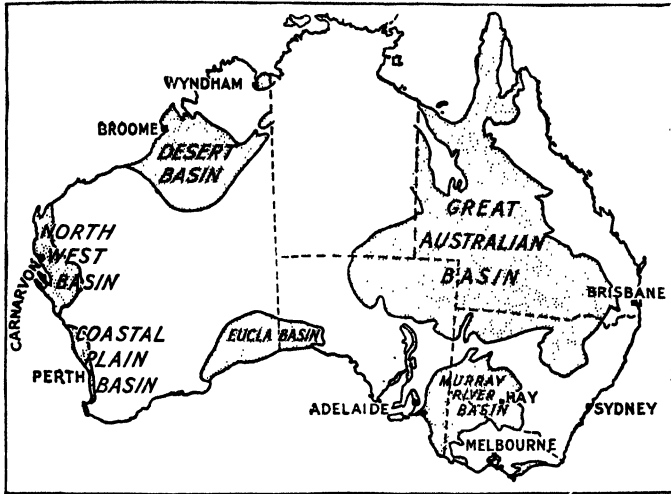 WYNDHAM
BROOME
DESERT
BASIN
GREAT
AUSTRALIAN
BASIN
NORTH
WEST
BASIN
CARNARVON
BRISBANE
COASTAL
PLAIN
BASIN
EUCLA BASIN
PERTH
MURRAY
RIVER
BASIN
HAY
ADELAIDE
SYDNEY
MELBOURNE